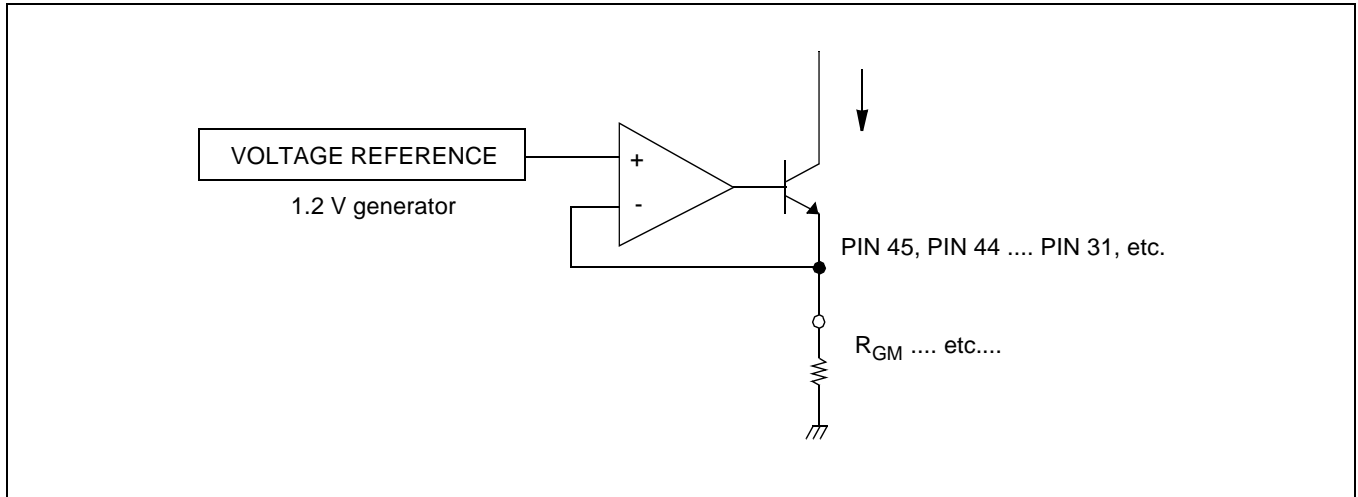 VOLTAGE REFERENCE
1.2 V generator
+
-
PIN 45, PIN 44 .... PIN 31, etc.
RGM .... etc....